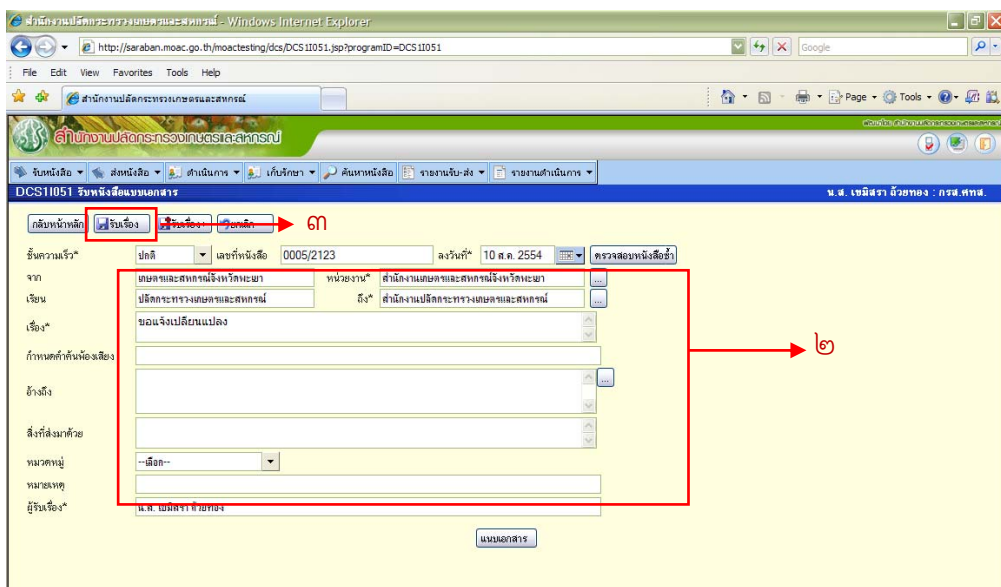 สำนักงานปลัดกระทรวงเกษตรและสหกรณ์ - Windows Internet Explorer
http://saraban.moac.go.th/moactesting/dcs/DCS1I051.jsp?programID=DCS1I051
Google
File Edit View Favorites Tools Help
สำนักงานปลัดกระทรวงเกษตรและสหกรณ์
Page Tools
สำนักงานปลัดกระทรวงเกษตรและสหกรณ์
รับหนังสือ ส่งหนังสือ ดำเนินการ เก็บรักษา ค้นหาหนังสือ รายงานรับ-ส่ง รายงานดำเนินการ
DCS1I051 รับหนังสือแบบเอกสาร น.ส. เขมิสรา ถ้วยทอง : กรส.ศทส.
กลับหน้าหลัก รับเรื่อง รับเรื่อง+ ยกเลิก ๓
ชั้นความเร็ว* ปกติ เลขที่หนังสือ 0005/2123 ลงวันที่* 10 ส.ค. 2554 ตรวจสอบหนังสือซ้ำ
จาก เกษตรและสหกรณ์จังหวัดพะเยา หน่วยงาน* สำนักงานเกษตรและสหกรณ์จังหวัดพะเยา ...
เรียน ปลัดกระทรวงเกษตรและสหกรณ์ ถึง* สำนักงานปลัดกระทรวงเกษตรและสหกรณ์ ...
เรื่อง* ขอแจ้งเปลี่ยนแปลง
๒
กำหนดคำค้นพ้องเสียง
อ้างถึง ...
สิ่งที่ส่งมาด้วย
หมวดหมู่ --เลือก--
หมายเหตุ
ผู้รับเรื่อง* น.ส. เขมิสรา ถ้วยทอง
แนบเอกสาร